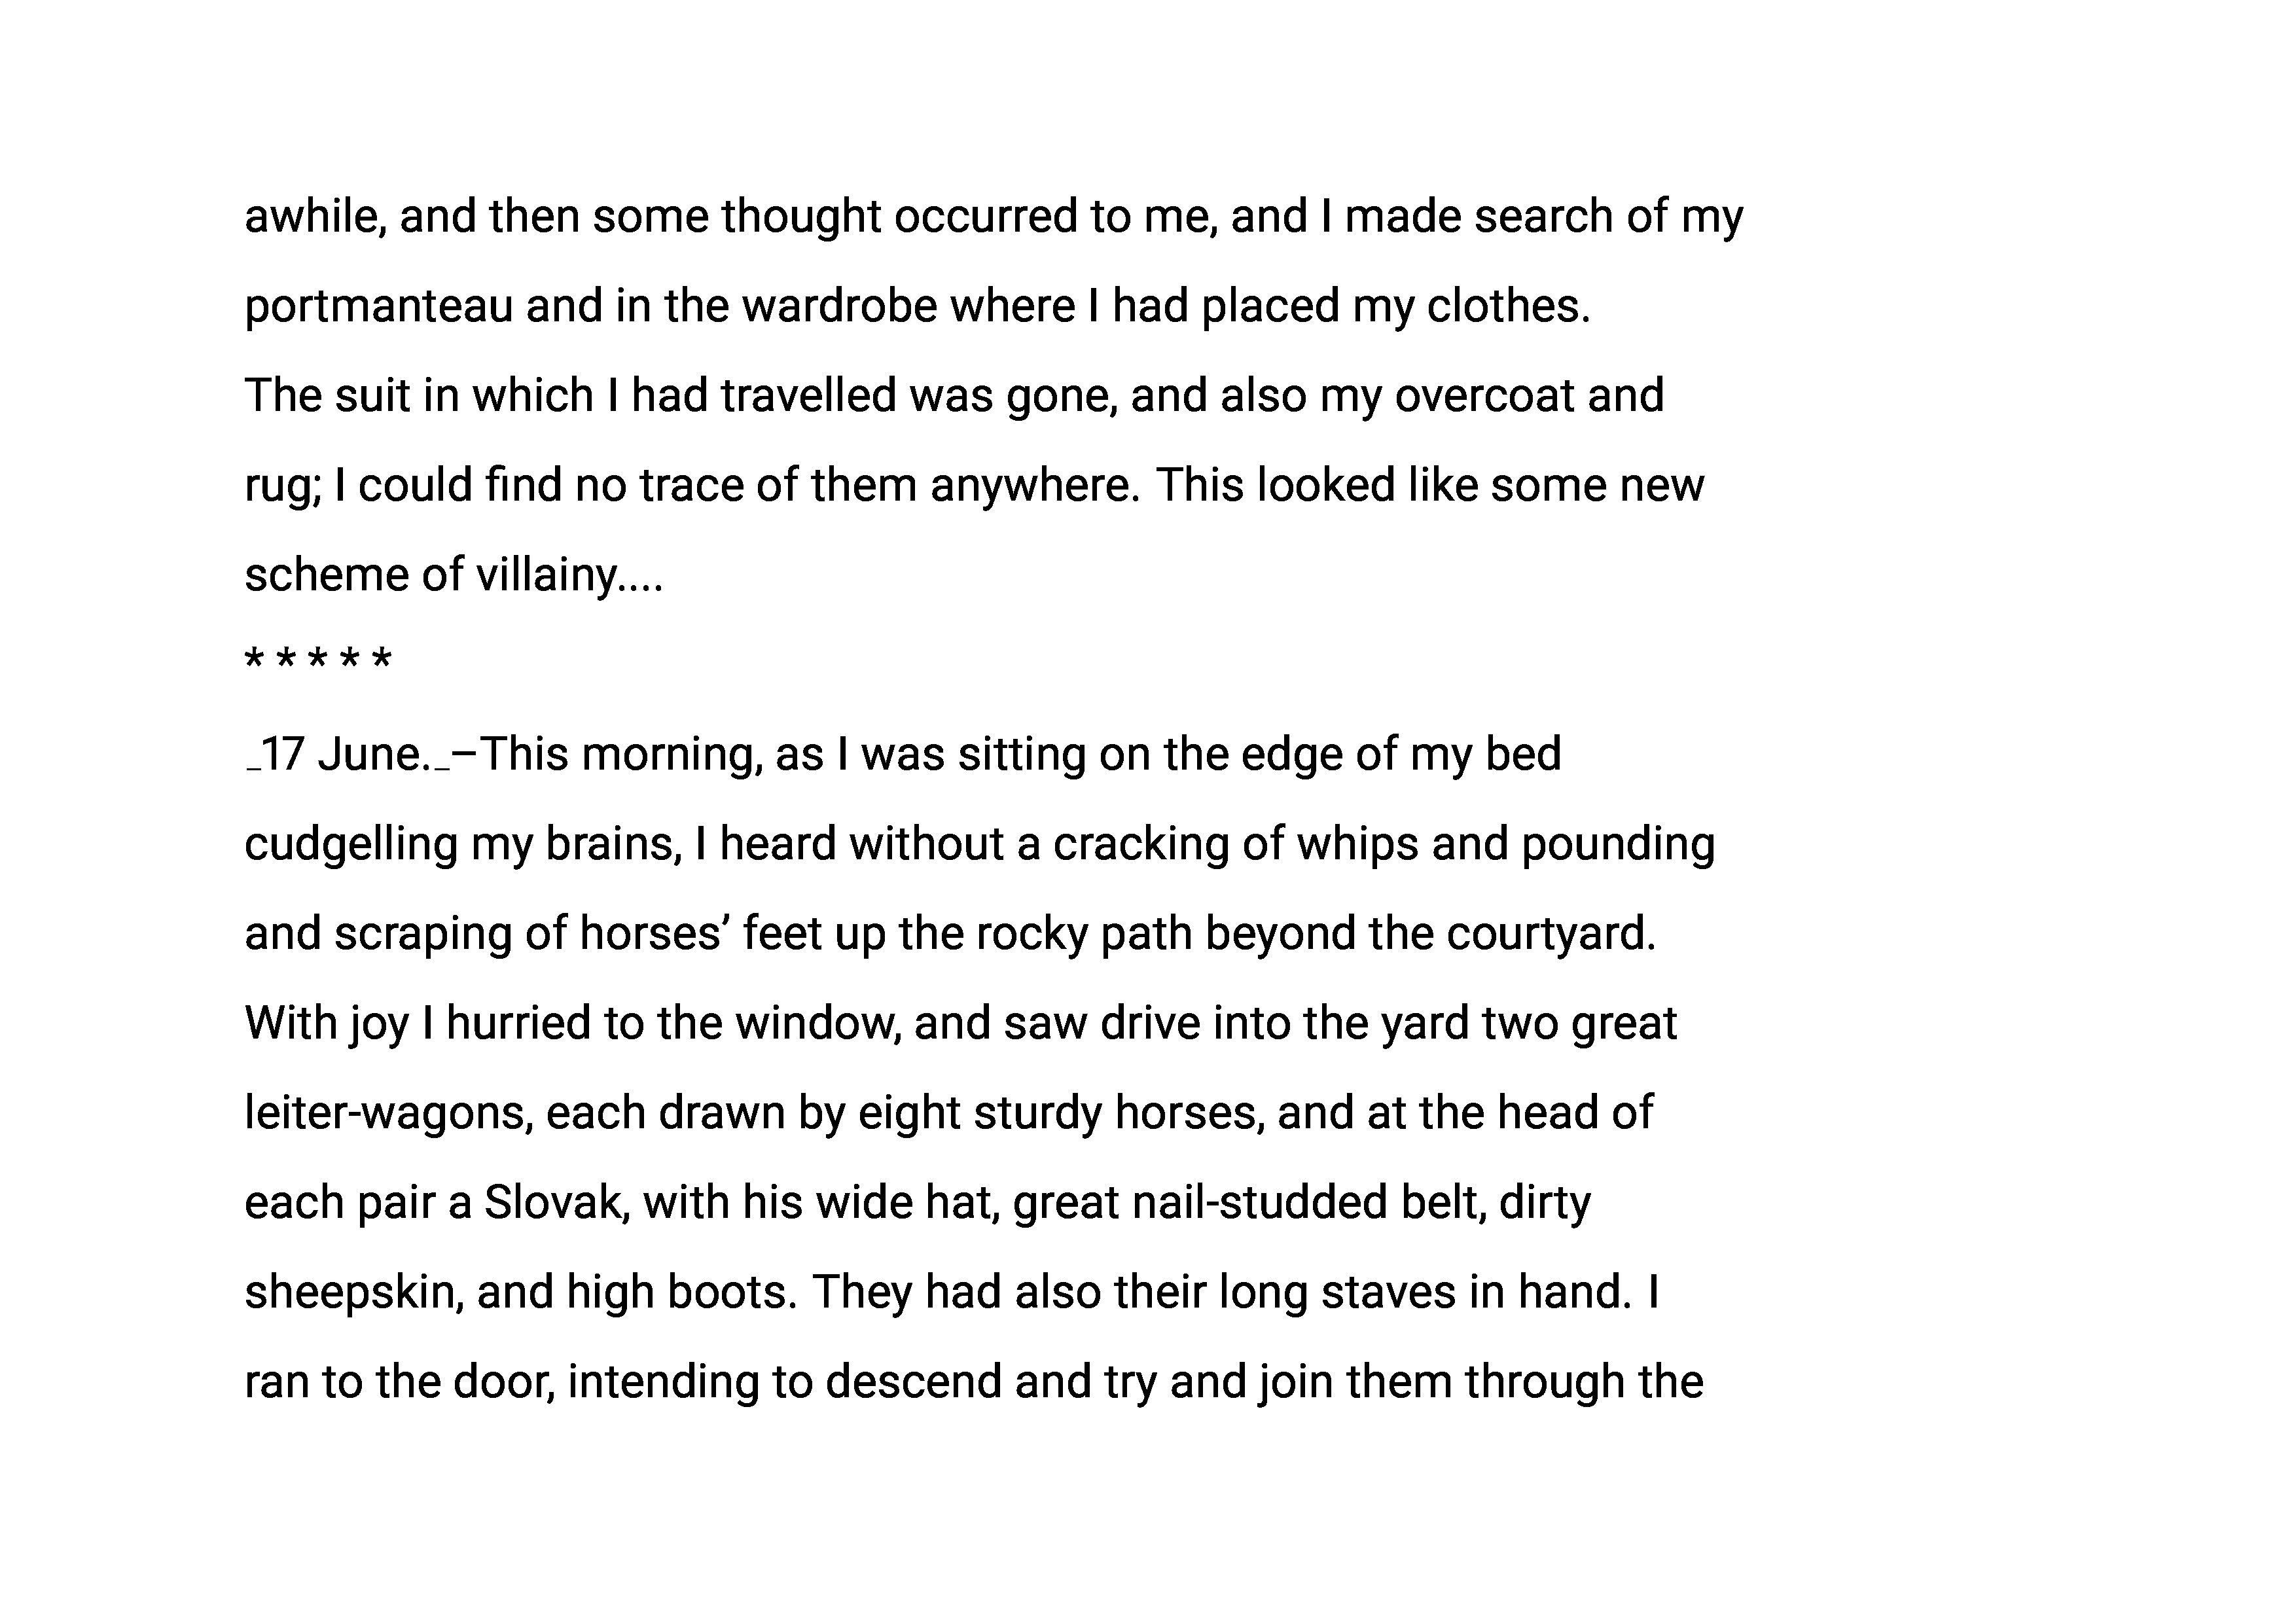 awhile, and then some thought occurred to me, and I made search of my
portmanteau and in the wardrobe where I had placed my clothes.
The suit in which I had travelled was gone, and also my overcoat and
rug; I could find no trace of them anywhere. This looked like some new
scheme of villainy....
* * * * *
_17 June._–This morning, as I was sitting on the edge of my bed
cudgelling my brains, I heard without a cracking of whips and pounding
and scraping of horses’ feet up the rocky path beyond the courtyard.
With joy I hurried to the window, and saw drive into the yard two great
leiter-wagons, each drawn by eight sturdy horses, and at the head of
each pair a Slovak, with his wide hat, great nail-studded belt, dirty
sheepskin, and high boots. They had also their long staves in hand. I
ran to the door, intending to descend and try and join them through the